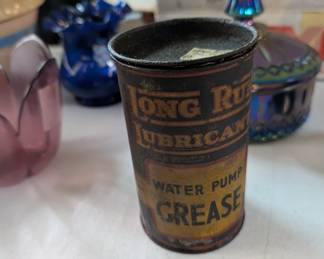 LONG RUN
LUBRICANT
WATER PUMP
GREASE